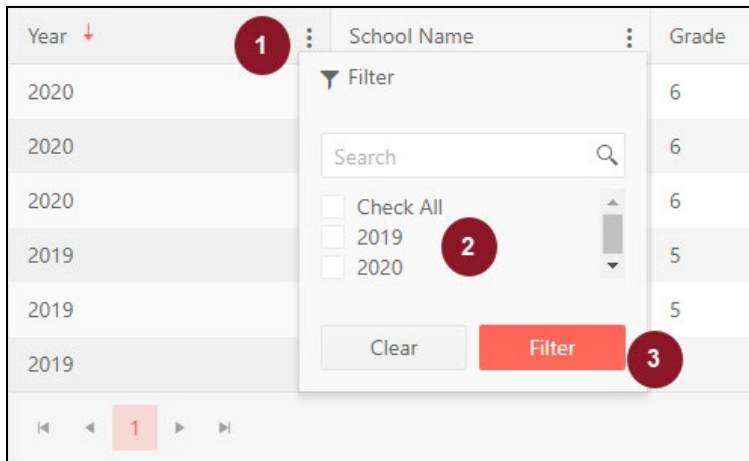 Year 1 School Name Grade
2020 Filter 6
2020 Search 6
2020 Check All 6
2019 2019 2 5
2020
2019 5
Clear Filter 3
2019
1